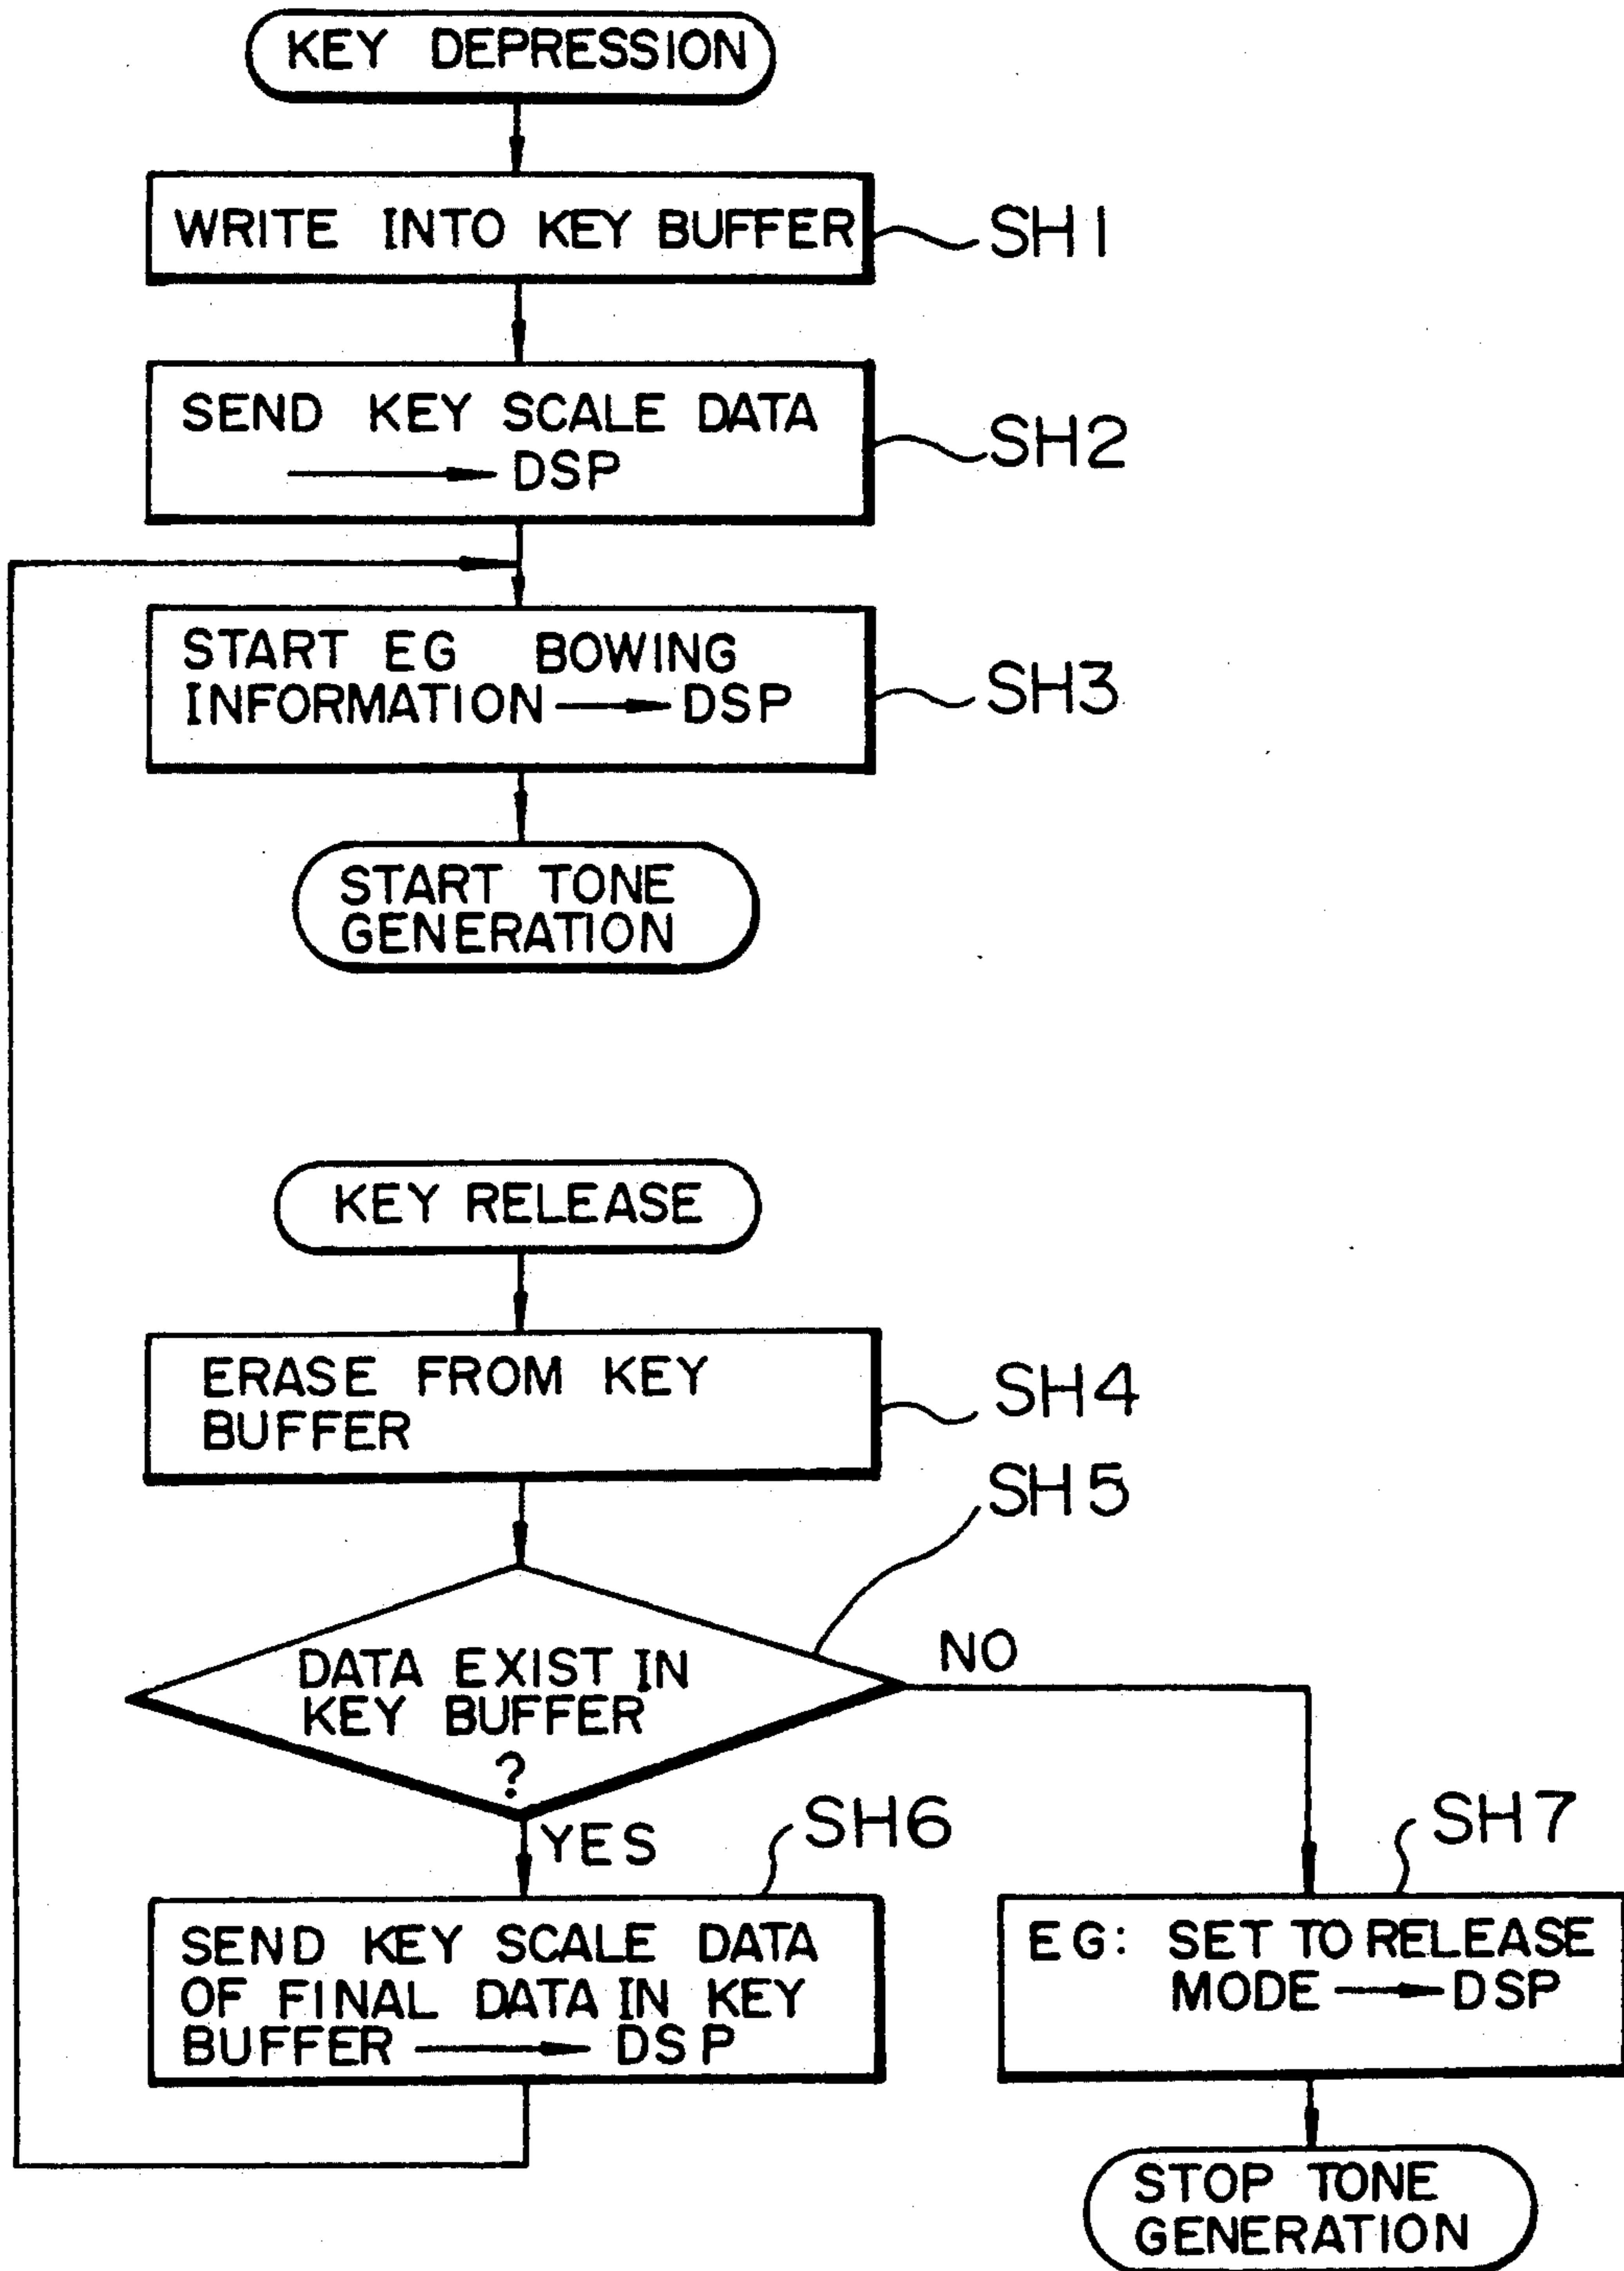 KEY DEPRESSION
WRITE INTO KEY BUFFER
SH1
SEND KEY SCALE DATA
→ DSP
SH2
START EG BOWING
INFORMATION → DSP
SH3
START TONE
GENERATION
KEY RELEASE
ERASE FROM KEY
BUFFER
SH4
SH5
DATA EXIST IN
KEY BUFFER
?
NO
YES
SH6
SH7
SEND KEY SCALE DATA
OF FINAL DATA IN KEY
BUFFER → DSP
EG: SET TO RELEASE
MODE → DSP
STOP TONE
GENERATION